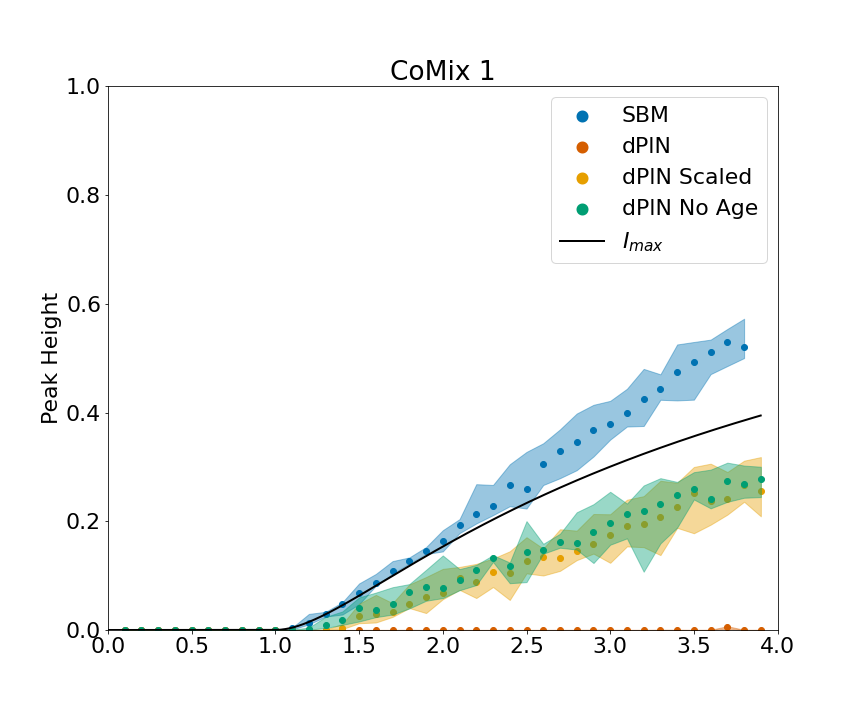 CoMix 1
1.0
0.8
0.6
0.4
0.2
0.0
Peak Height
SBM
dPIN
dPIN Scaled
dPIN No Age
I_max
0.0 0.5 1.0 1.5 2.0 2.5 3.0 3.5 4.0